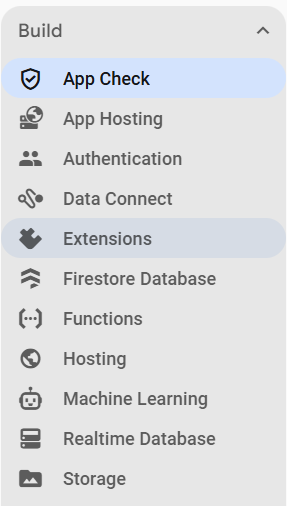 Build
App Check
App Hosting
Authentication
Data Connect
Extensions
Firestore Database
Functions
Hosting
Machine Learning
Realtime Database
Storage